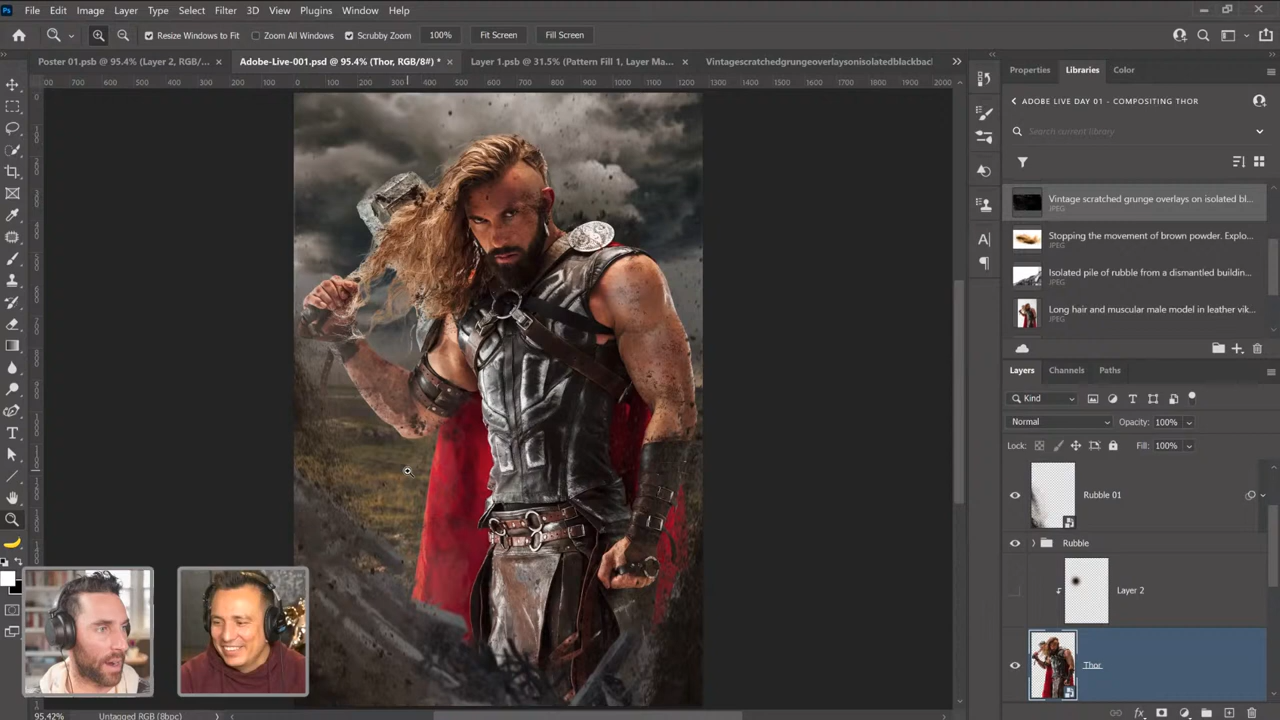 Ps File Edit Image Layer Type Select Filter 3D View Plugins Window Help
Resize Windows to Fit Zoom All Windows Scrubby Zoom 100% Fit Screen Fill Screen
Poster 01.psb @ 95.4% (Layer 2, RGB/... × Adobe-Live-001.psd @ 95.4% (Thor, RGB/8#) * × Layer 1.psb @ 31.5% (Pattern Fill 1, Layer Ma... × Vintagescratchedgrungeoverlaysonisolatedblackbac
Properties Libraries Color
ADOBE LIVE DAY 01 - COMPOSITING THOR
Search current library
Vintage scratched grunge overlays on isolated bl...
JPEG
Stopping the movement of brown powder. Explo...
JPEG
Isolated pile of rubble from a dismantled buildin...
JPEG
Long hair and muscular male model in leather vik...
JPEG
Layers Channels Paths
Kind
Normal Opacity: 100%
Lock: Fill: 100%
Rubble 01
Rubble
Layer 2
Thor
95.42% Untagged RGB (8bpc)